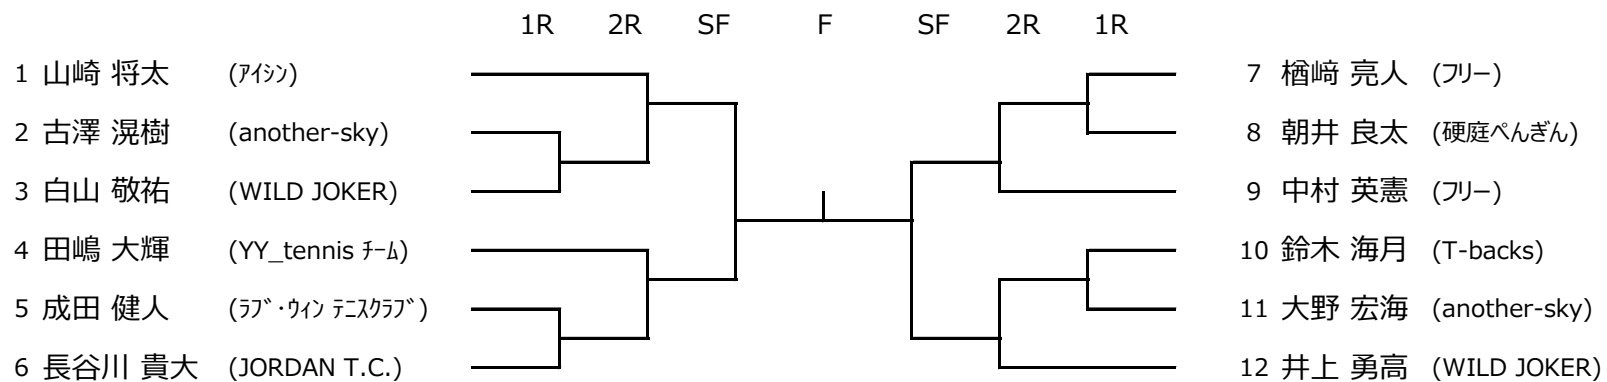 1R 2R SF F SF 2R 1R
1 山崎 将太 (ｱｲｼﾝ) 7 楢﨑 亮人 (フリー)
2 古澤 滉樹 (another-sky) 8 朝井 良太 (硬庭ぺんぎん)
3 白山 敬祐 (WILD JOKER) 9 中村 英憲 (フリー)
4 田嶋 大輝 (YY_tennis ﾁｰﾑ) 10 鈴木 海月 (T-backs)
5 成田 健人 (ﾗﾌﾞ･ｳｨﾝ ﾃﾆｽｸﾗﾌﾞ) 11 大野 宏海 (another-sky)
6 長谷川 貴大 (JORDAN T.C.) 12 井上 勇高 (WILD JOKER)